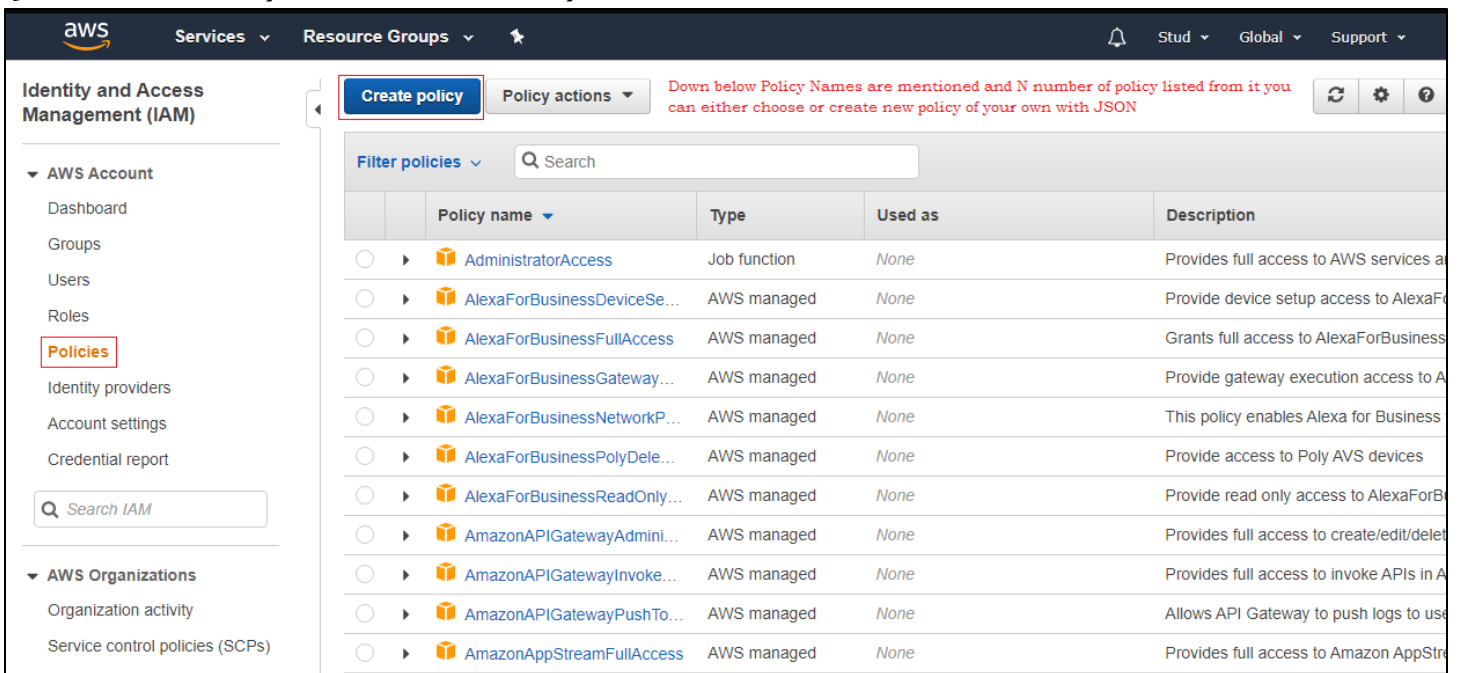 aws Services Resource Groups Stud Global Support
Identity and Access
Management (IAM)
AWS Account
Dashboard
Groups
Users
Roles
Policies
Identity providers
Account settings
Credential report
Search IAM
AWS Organizations
Organization activity
Service control policies (SCPs)
Create policy Policy actions
Down below Policy Names are mentioned and N number of policy listed from it you
can either choose or create new policy of your own with JSON
Filter policies Search
Policy name Type Used as Description
AdministratorAccess Job function None Provides full access to AWS services a
AlexaForBusinessDeviceSe... AWS managed None Provide device setup access to AlexaFo
AlexaForBusinessFullAccess AWS managed None Grants full access to AlexaForBusiness
AlexaForBusinessGateway... AWS managed None Provide gateway execution access to A
AlexaForBusinessNetworkP... AWS managed None This policy enables Alexa for Business
AlexaForBusinessPolyDele... AWS managed None Provide access to Poly AVS devices
AlexaForBusinessReadOnly... AWS managed None Provide read only access to AlexaForB
AmazonAPIGatewayAdmini... AWS managed None Provides full access to create/edit/delet
AmazonAPIGatewayInvoke... AWS managed None Provides full access to invoke APIs in A
AmazonAPIGatewayPushTo... AWS managed None Allows API Gateway to push logs to use
AmazonAppStreamFullAccess AWS managed None Provides full access to Amazon AppStre